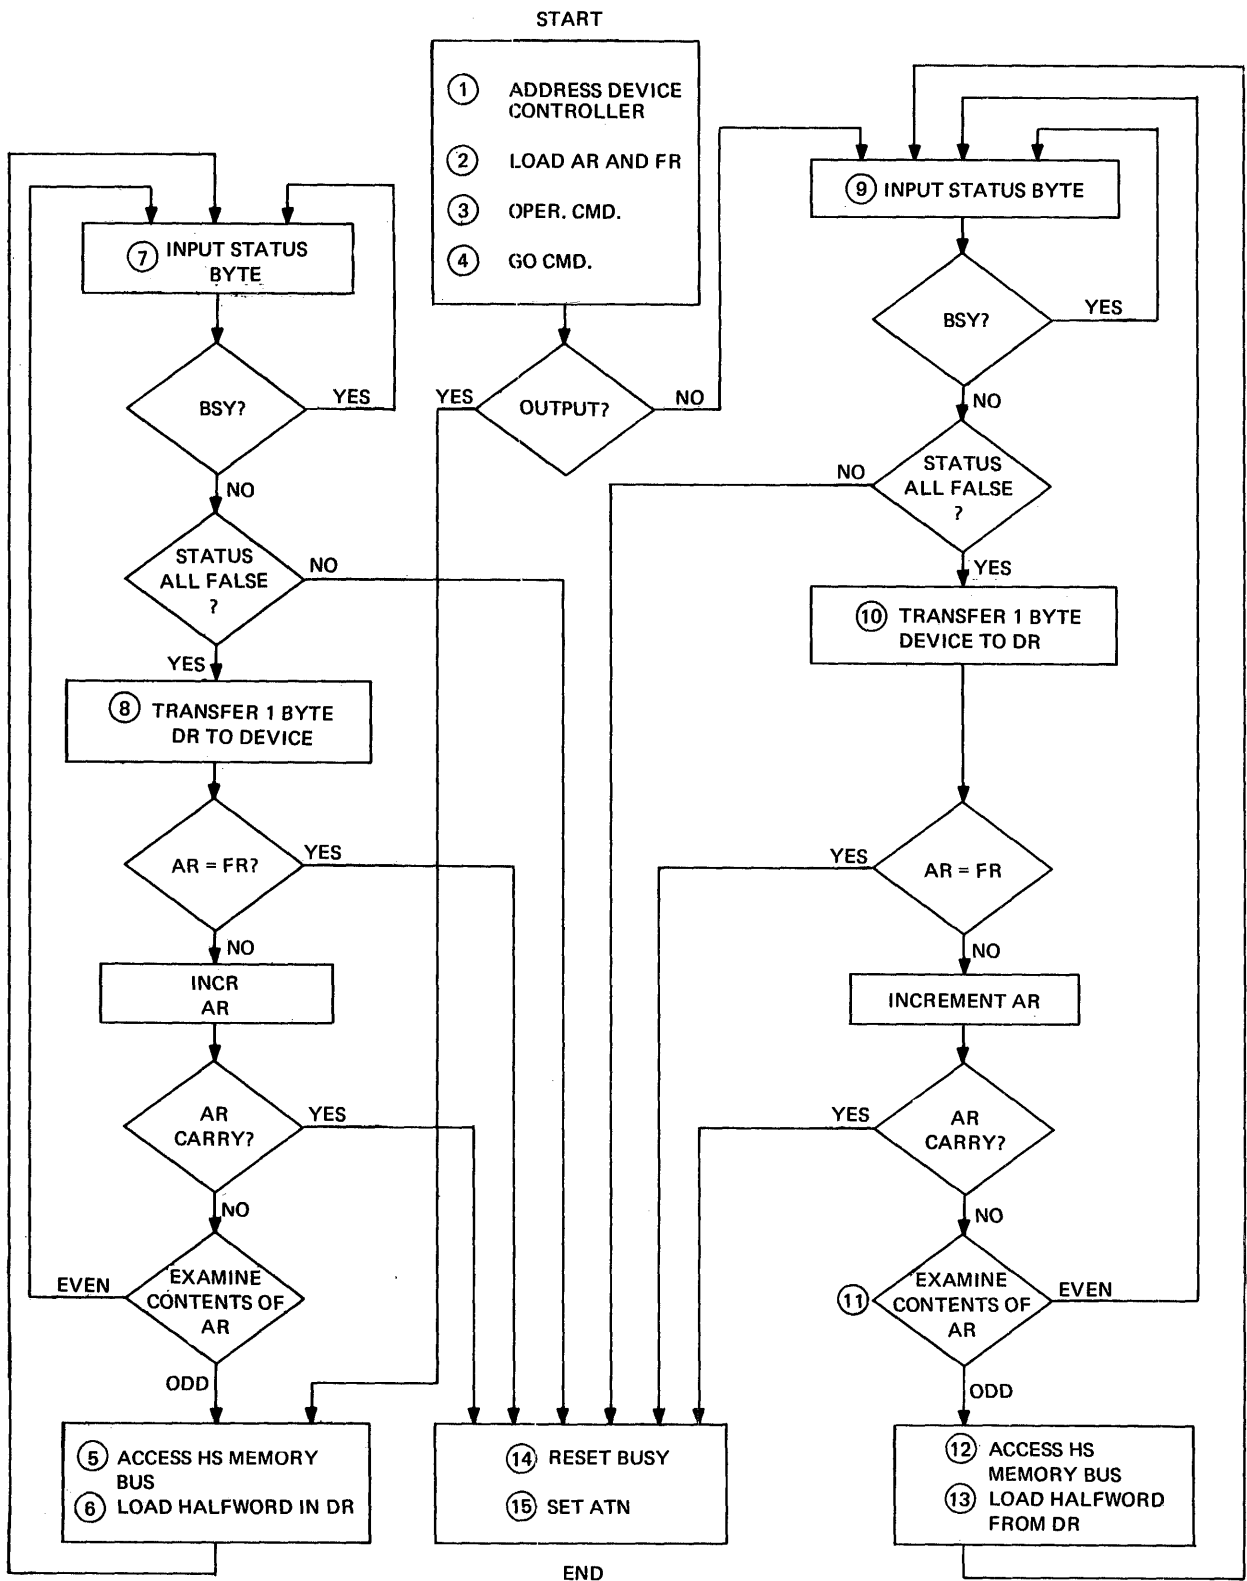 START
1 ADDRESS DEVICE
CONTROLLER
2 LOAD AR AND FR
3 OPER. CMD.
4 GO CMD.
OUTPUT?
YES
NO
7 INPUT STATUS
BYTE
BSY?
YES
NO
STATUS
ALL FALSE
?
NO
YES
8 TRANSFER 1 BYTE
DR TO DEVICE
AR = FR?
YES
NO
INCR
AR
AR
CARRY?
YES
NO
EXAMINE
CONTENTS OF
AR
EVEN
ODD
5 ACCESS HS MEMORY
BUS
6 LOAD HALFWORD IN DR
9 INPUT STATUS BYTE
BSY?
YES
NO
STATUS
ALL FALSE
?
NO
YES
10 TRANSFER 1 BYTE
DEVICE TO DR
AR = FR
YES
NO
INCREMENT AR
AR
CARRY?
YES
NO
11 EXAMINE
CONTENTS OF
AR
EVEN
ODD
12 ACCESS HS
MEMORY BUS
13 LOAD HALFWORD
FROM DR
14 RESET BUSY
15 SET ATN
END